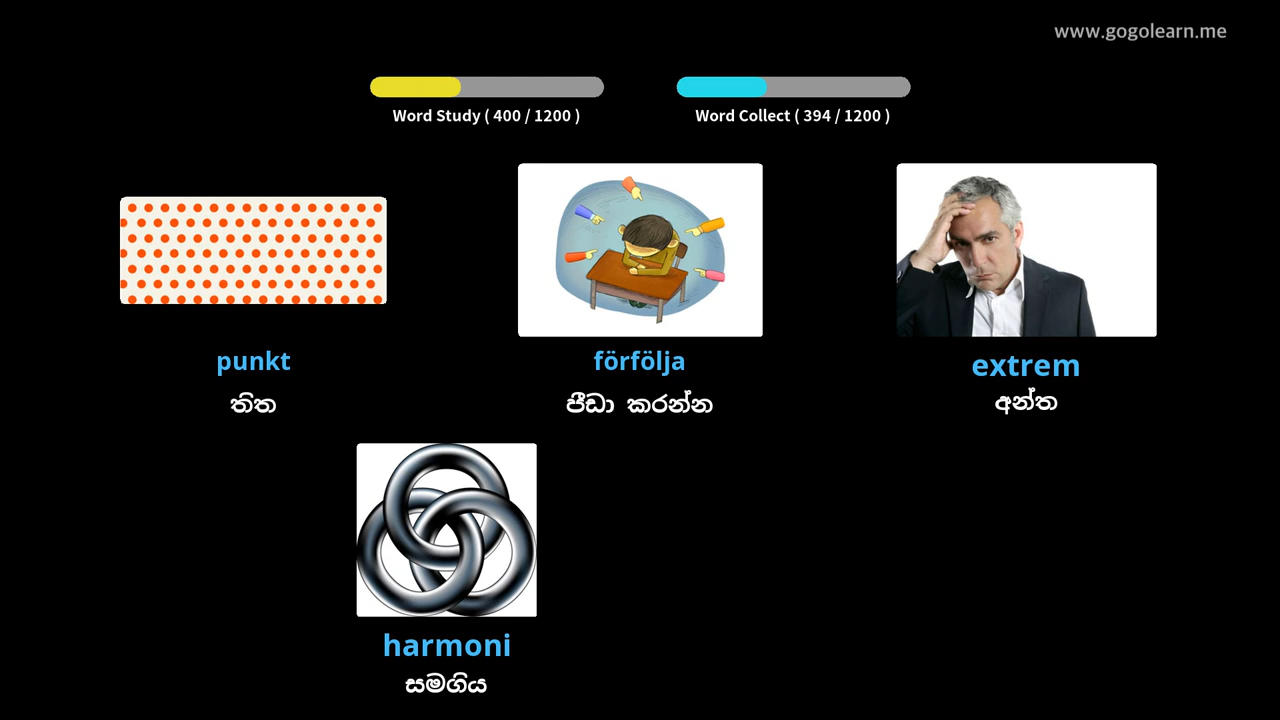 www.gogolearn.me
Word Study ( 400 / 1200 )
Word Collect ( 394 / 1200 )
punkt
තිත
förfölja
පීඩා කරන්න
extrem
අන්ත
harmoni
සමගිය